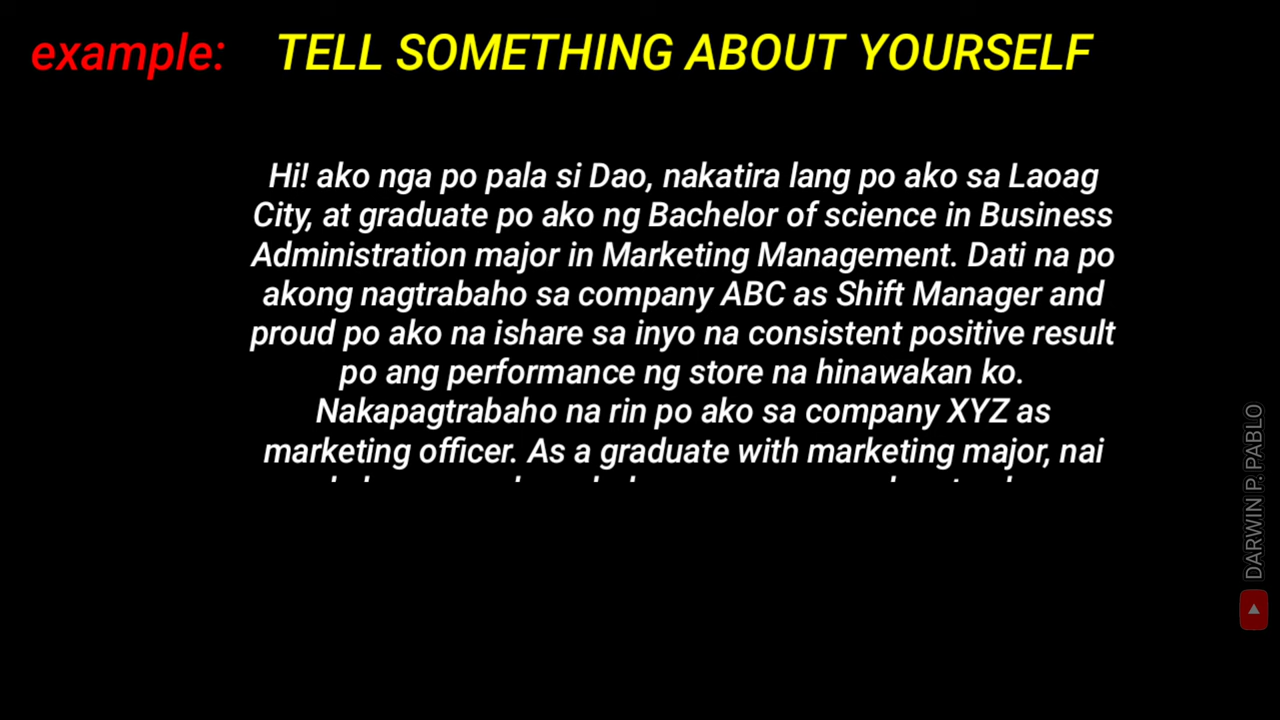 example: TELL SOMETHING ABOUT YOURSELF
Hi! ako nga po pala si Dao, nakatira lang po ako sa Laoag
City, at graduate po ako ng Bachelor of science in Business
Administration major in Marketing Management. Dati na po
akong nagtrabaho sa company ABC as Shift Manager and
proud po ako na ishare sa inyo na consistent positive result
po ang performance ng store na hinawakan ko.
Nakapagtrabaho na rin po ako sa company XYZ as
marketing officer. As a graduate with marketing major, nai
DARWIN P. PABLO